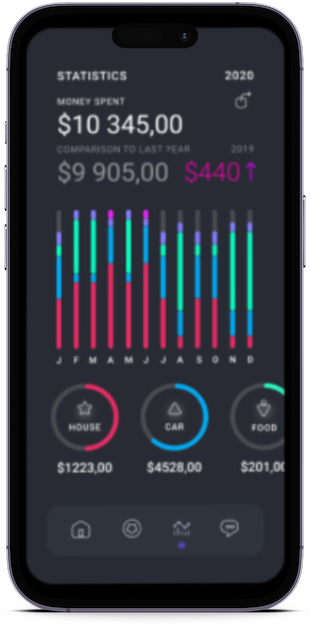 STATISTICS 2020
MONEY SPENT
$10 345,00
COMPARISON TO LAST YEAR 2019
$9 905,00 $440↑
J F M A M J J A S O N D
HOUSE CAR FOOD
$1223,00 $4528,00 $201,00